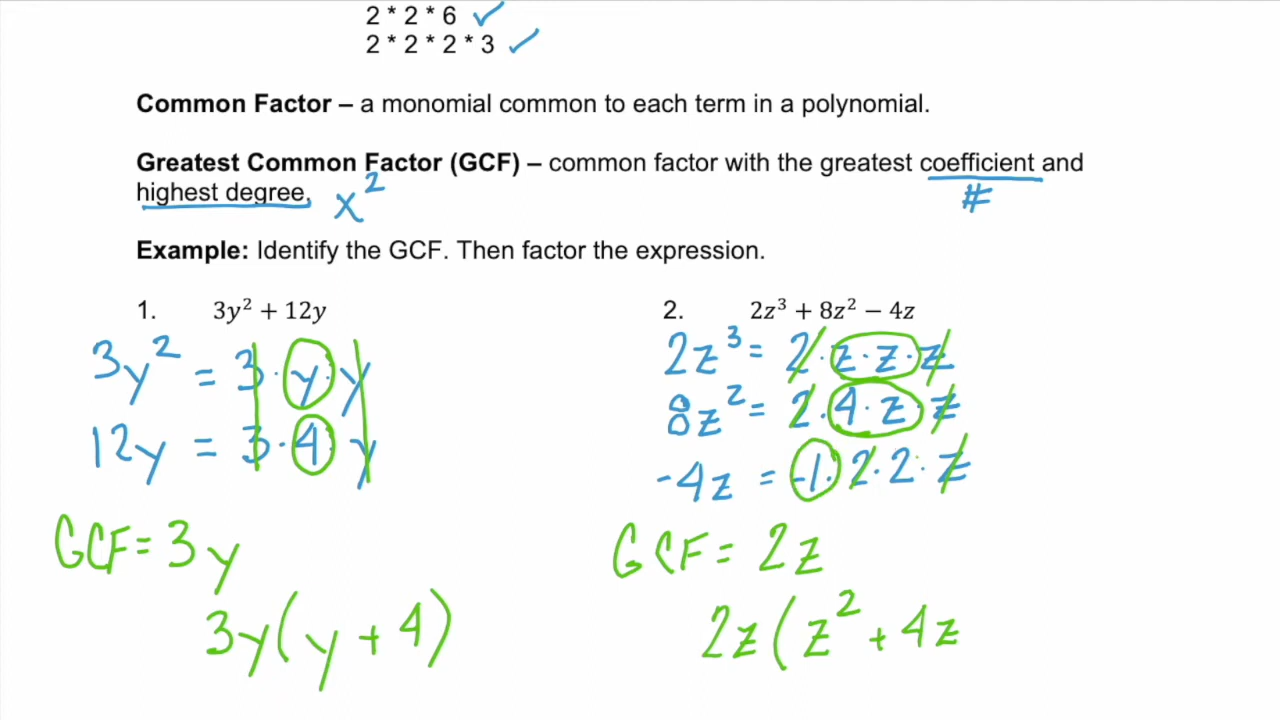 2 * 2 * 6 ✓
2 * 2 * 2 * 3 ✓
Common Factor – a monomial common to each term in a polynomial.
Greatest Common Factor (GCF) – common factor with the greatest coefficient and
highest degree. x² #
Example: Identify the GCF. Then factor the expression.
1. 3y² + 12y
3y² = 3 · y · y
12y = 3 · 4 y
GCF = 3y
3y(y + 4)
2. 2z³ + 8z² − 4z
2z³ = 2 · z · z · z
8z² = 2 · 4 · z · z
-4z = -1 · 2 · 2 · z
GCF = 2z
2z(z² + 4z